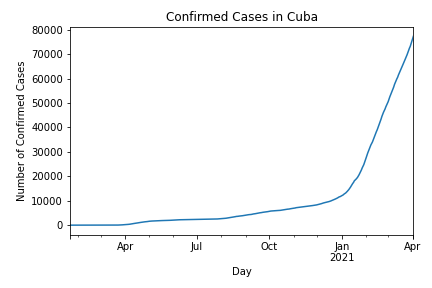 Confirmed Cases in Cuba
80000
70000
60000
50000
40000
30000
20000
10000
0
Number of Confirmed Cases
Apr Jul Oct Jan Apr
2021
Day